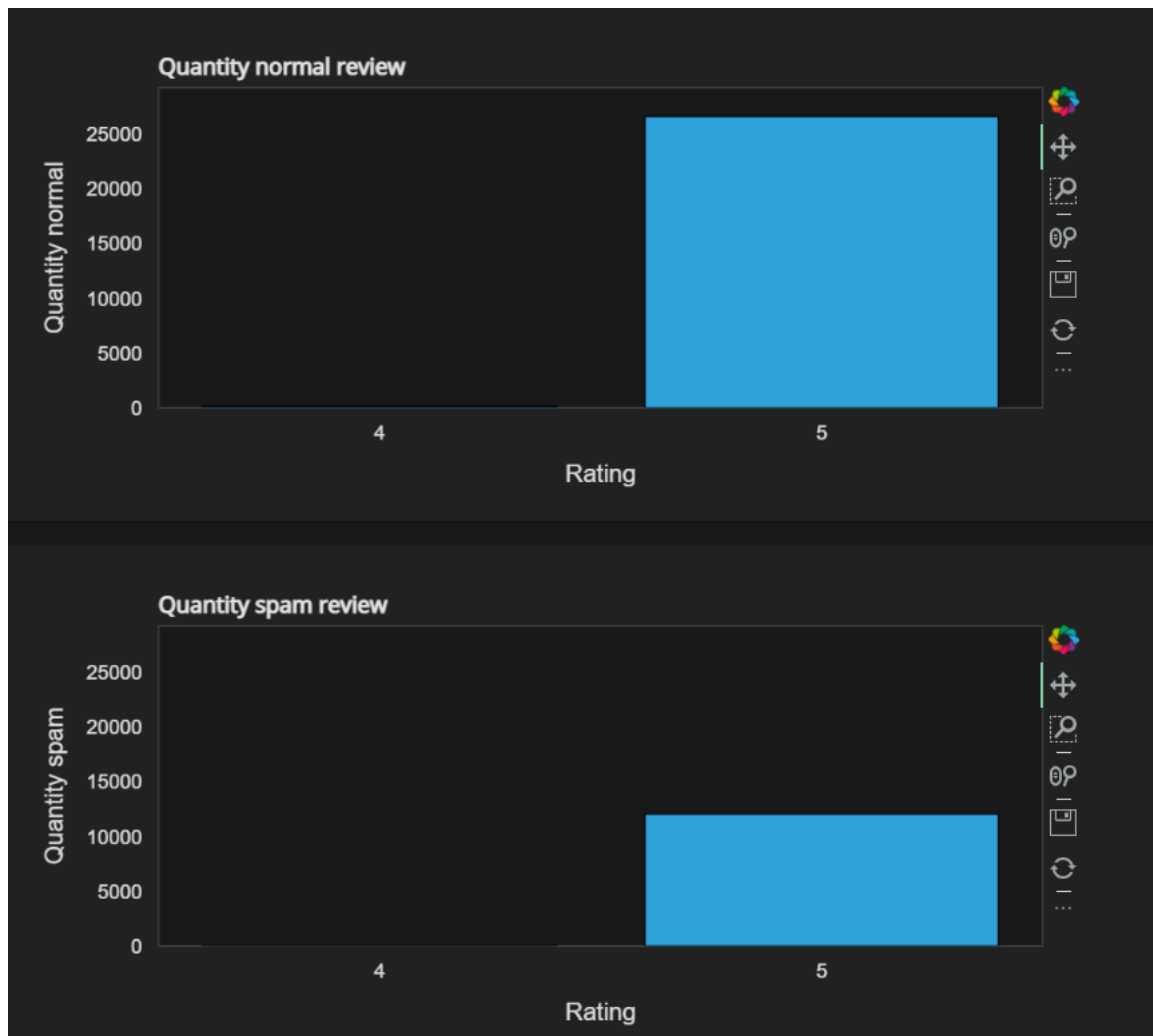 Quantity normal review
25000
20000
15000
10000
5000
0
Quantity normal
4 5
Rating
Quantity spam review
25000
20000
15000
10000
5000
0
Quantity spam
4 5
Rating